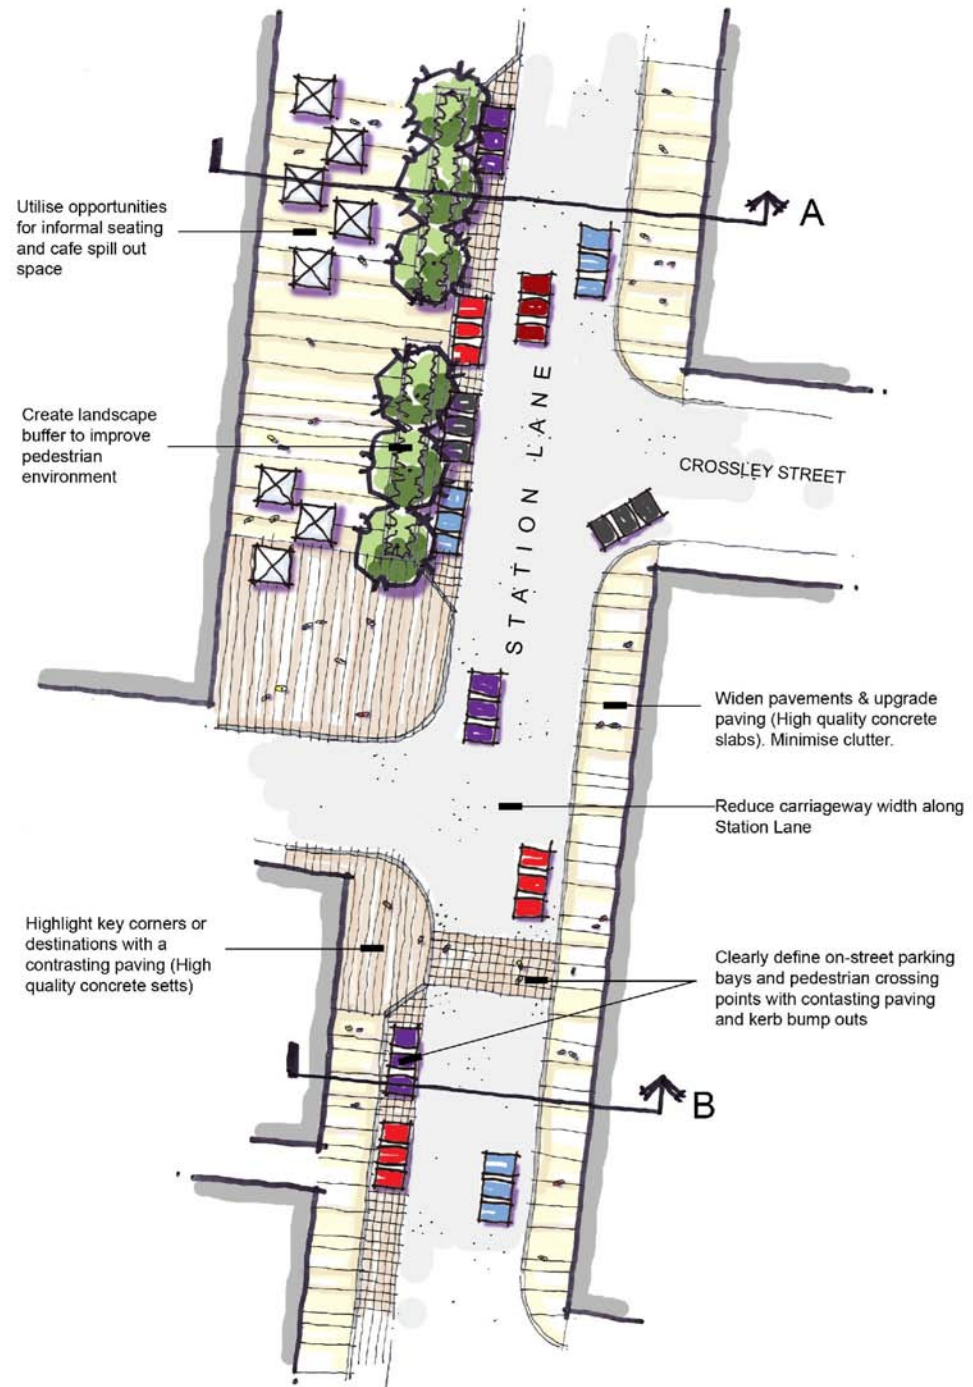 A
Utilise opportunities
for informal seating
and cafe spill out
space
STATION LANE
Create landscape
buffer to improve
pedestrian
environment
CROSSLEY STREET
Widen pavements & upgrade
paving (High quality concrete
slabs). Minimise clutter.
Reduce carriageway width along
Station Lane
Highlight key corners or
destinations with a
contrasting paving (High
quality concrete setts)
Clearly define on-street parking
bays and pedestrian crossing
points with contasting paving
and kerb bump outs
B